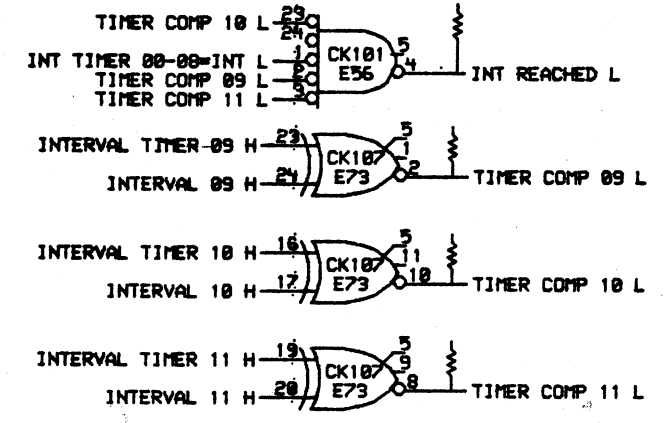 TIMER COMP 10 L 23
24
INT TIMER 00-08=INT L 1 CK101 5
TIMER COMP 09 L 2 E56 4 INT REACHED L
TIMER COMP 11 L 3
INTERVAL TIMER 09 H 23 CK107 5
1
INTERVAL 09 H 24 E73 2 TIMER COMP 09 L
INTERVAL TIMER 10 H 16 CK107 5
11
INTERVAL 10 H 17 E73 10 TIMER COMP 10 L
INTERVAL TIMER 11 H 19 CK107 5
9
INTERVAL 11 H 20 E73 8 TIMER COMP 11 L